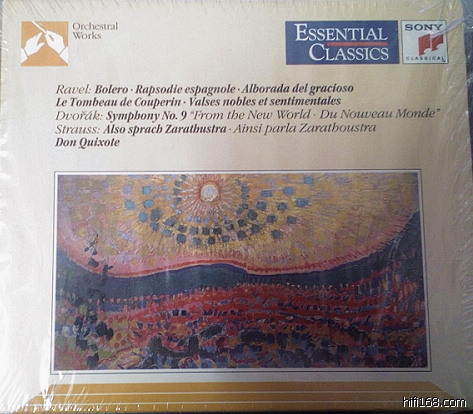 Orchestral
Works
ESSENTIAL
CLASSICS
SONY
CLASSICAL
Ravel: Bolero · Rapsodie espagnole · Alborada del gracioso
Le Tombeau de Couperin · Valses nobles et sentimentales
Dvořák: Symphony No. 9 "From the New World · Du Nouveau Monde"
Strauss: Also sprach Zarathustra · Ainsi parla Zarathoustra
Don Quixote
hifi168.com